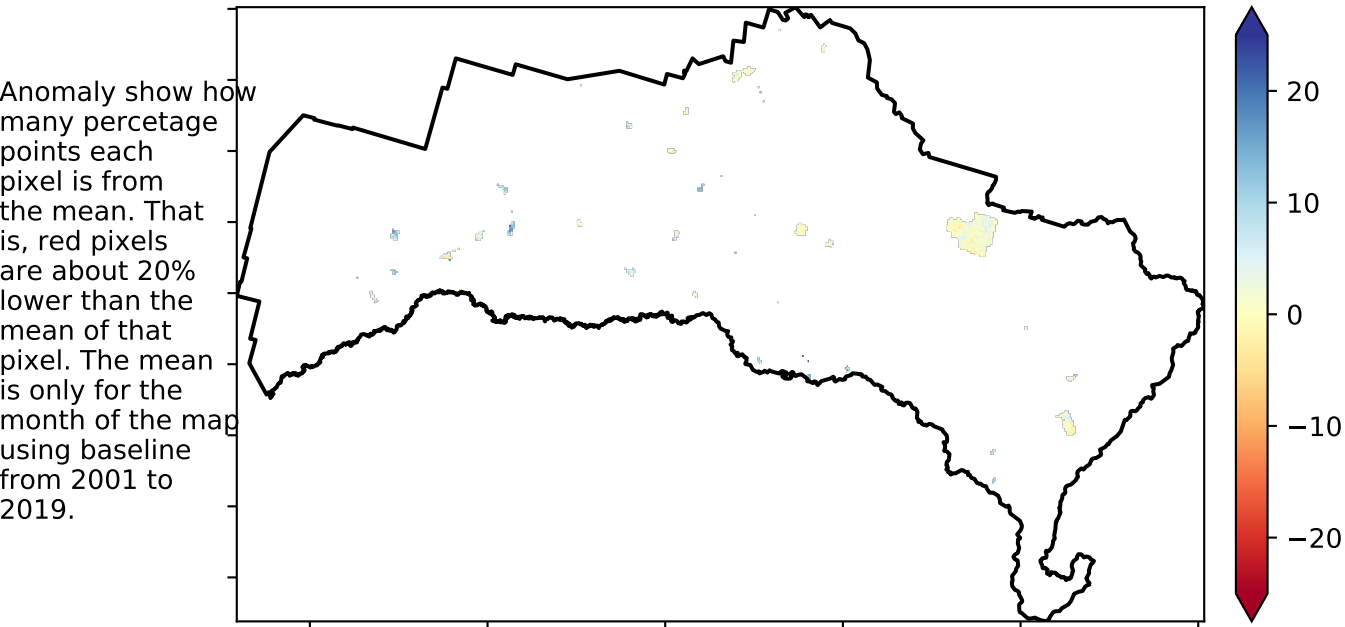 Anomaly show how
many percetage
points each
pixel is from
the mean. That
is, red pixels
are about 20%
lower than the
mean of that
pixel. The mean
is only for the
month of the map
using baseline
from 2001 to
2019.
20
10
0
−10
−20